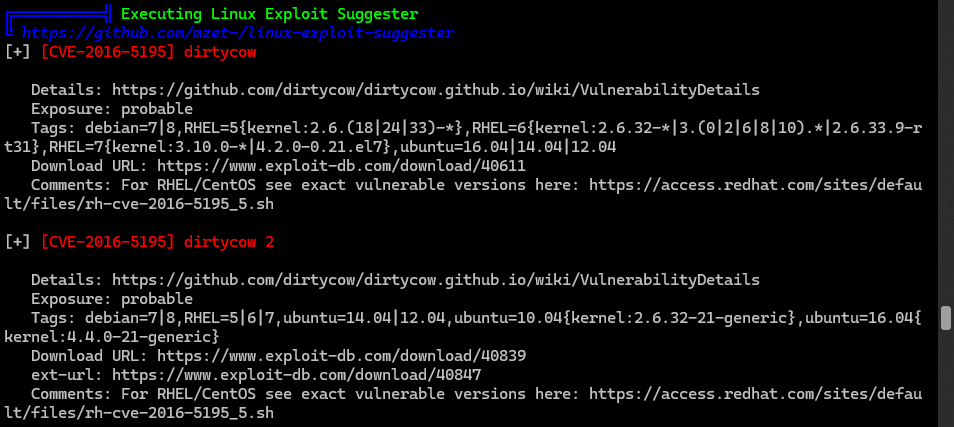 Executing Linux Exploit Suggester
https://github.com/mzet-/linux-exploit-suggester
[+] [CVE-2016-5195] dirtycow
Details: https://github.com/dirtycow/dirtycow.github.io/wiki/VulnerabilityDetails
Exposure: probable
Tags: debian=7|8,RHEL=5{kernel:2.6.(18|24|33)-*},RHEL=6{kernel:2.6.32-*|3.(0|2|6|8|10).*|2.6.33.9-r
t31},RHEL=7{kernel:3.10.0-*|4.2.0-0.21.el7},ubuntu=16.04|14.04|12.04
Download URL: https://www.exploit-db.com/download/40611
Comments: For RHEL/CentOS see exact vulnerable versions here: https://access.redhat.com/sites/defau
lt/files/rh-cve-2016-5195_5.sh
[+] [CVE-2016-5195] dirtycow 2
Details: https://github.com/dirtycow/dirtycow.github.io/wiki/VulnerabilityDetails
Exposure: probable
Tags: debian=7|8,RHEL=5|6|7,ubuntu=14.04|12.04,ubuntu=10.04{kernel:2.6.32-21-generic},ubuntu=16.04{
kernel:4.4.0-21-generic}
Download URL: https://www.exploit-db.com/download/40839
ext-url: https://www.exploit-db.com/download/40847
Comments: For RHEL/CentOS see exact vulnerable versions here: https://access.redhat.com/sites/defau
lt/files/rh-cve-2016-5195_5.sh